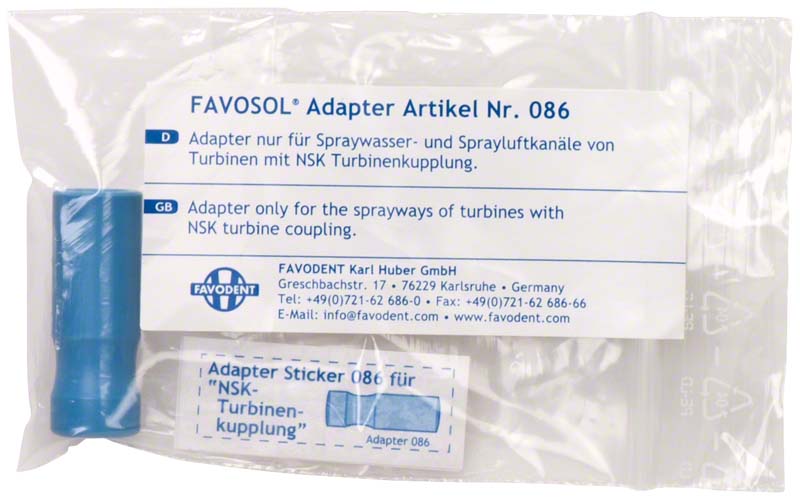 FAVOSOL® Adapter Artikel Nr. 086
D
Adapter nur für Spraywasser- und Sprayluftkanäle von
Turbinen mit NSK Turbinenkupplung.
GB
Adapter only for the sprayways of turbines with
NSK turbine coupling.
FAVODENT
FAVODENT Karl Huber GmbH
Greschbachstr. 17 • 76229 Karlsruhe • Germany
Tel: +49(0)721-62 686-0 • Fax: +49(0)721-62 686-66
E-Mail: info@favodent.com • www.favodent.com
Adapter Sticker 086 für
"NSK-
Turbinen-
kupplung"
Adapter 086